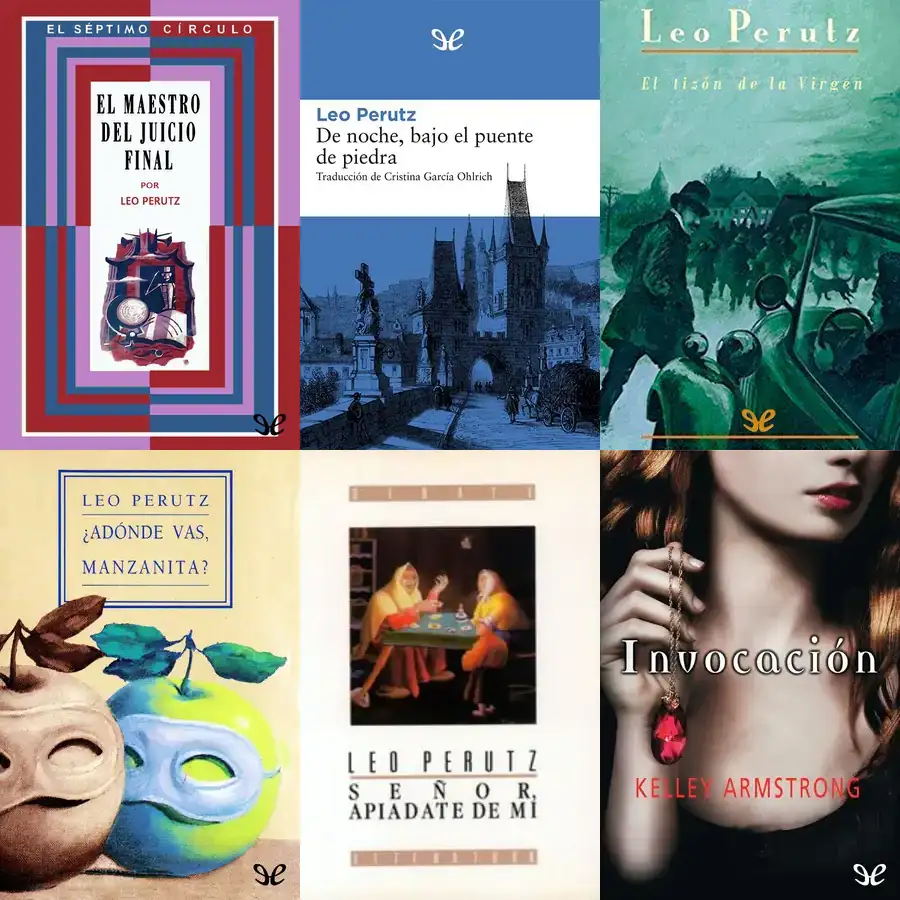 EL SÉPTIMO CÍRCULO
EL MAESTRO
DEL JUICIO
FINAL
POR
LEO PERUTZ
Leo Perutz
De noche, bajo el puente
de piedra
Traducción de Cristina García Ohlrich
Leo Perutz
El tizón de la Virgen
LEO PERUTZ
¿ADÓNDE VAS,
MANZANITA?
DEBATE
LEO PERUTZ
SEÑOR,
APIADATE DE MÍ
LITERATURA
Invocación
KELLEY ARMSTRONG